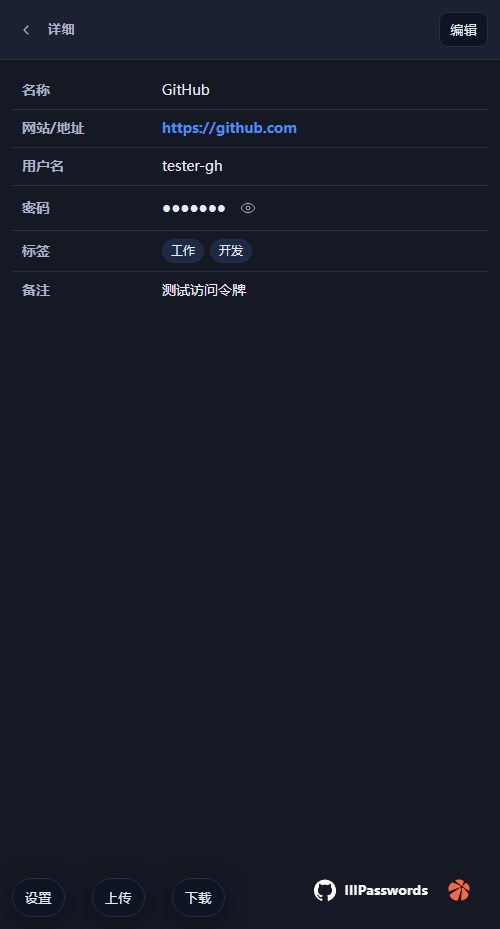 详细 编辑
名称 GitHub
网站/地址 https://github.com
用户名 tester-gh
密码 ●●●●●●●
标签 工作 开发
备注 测试访问令牌
设置 上传 下载 IIIPasswords